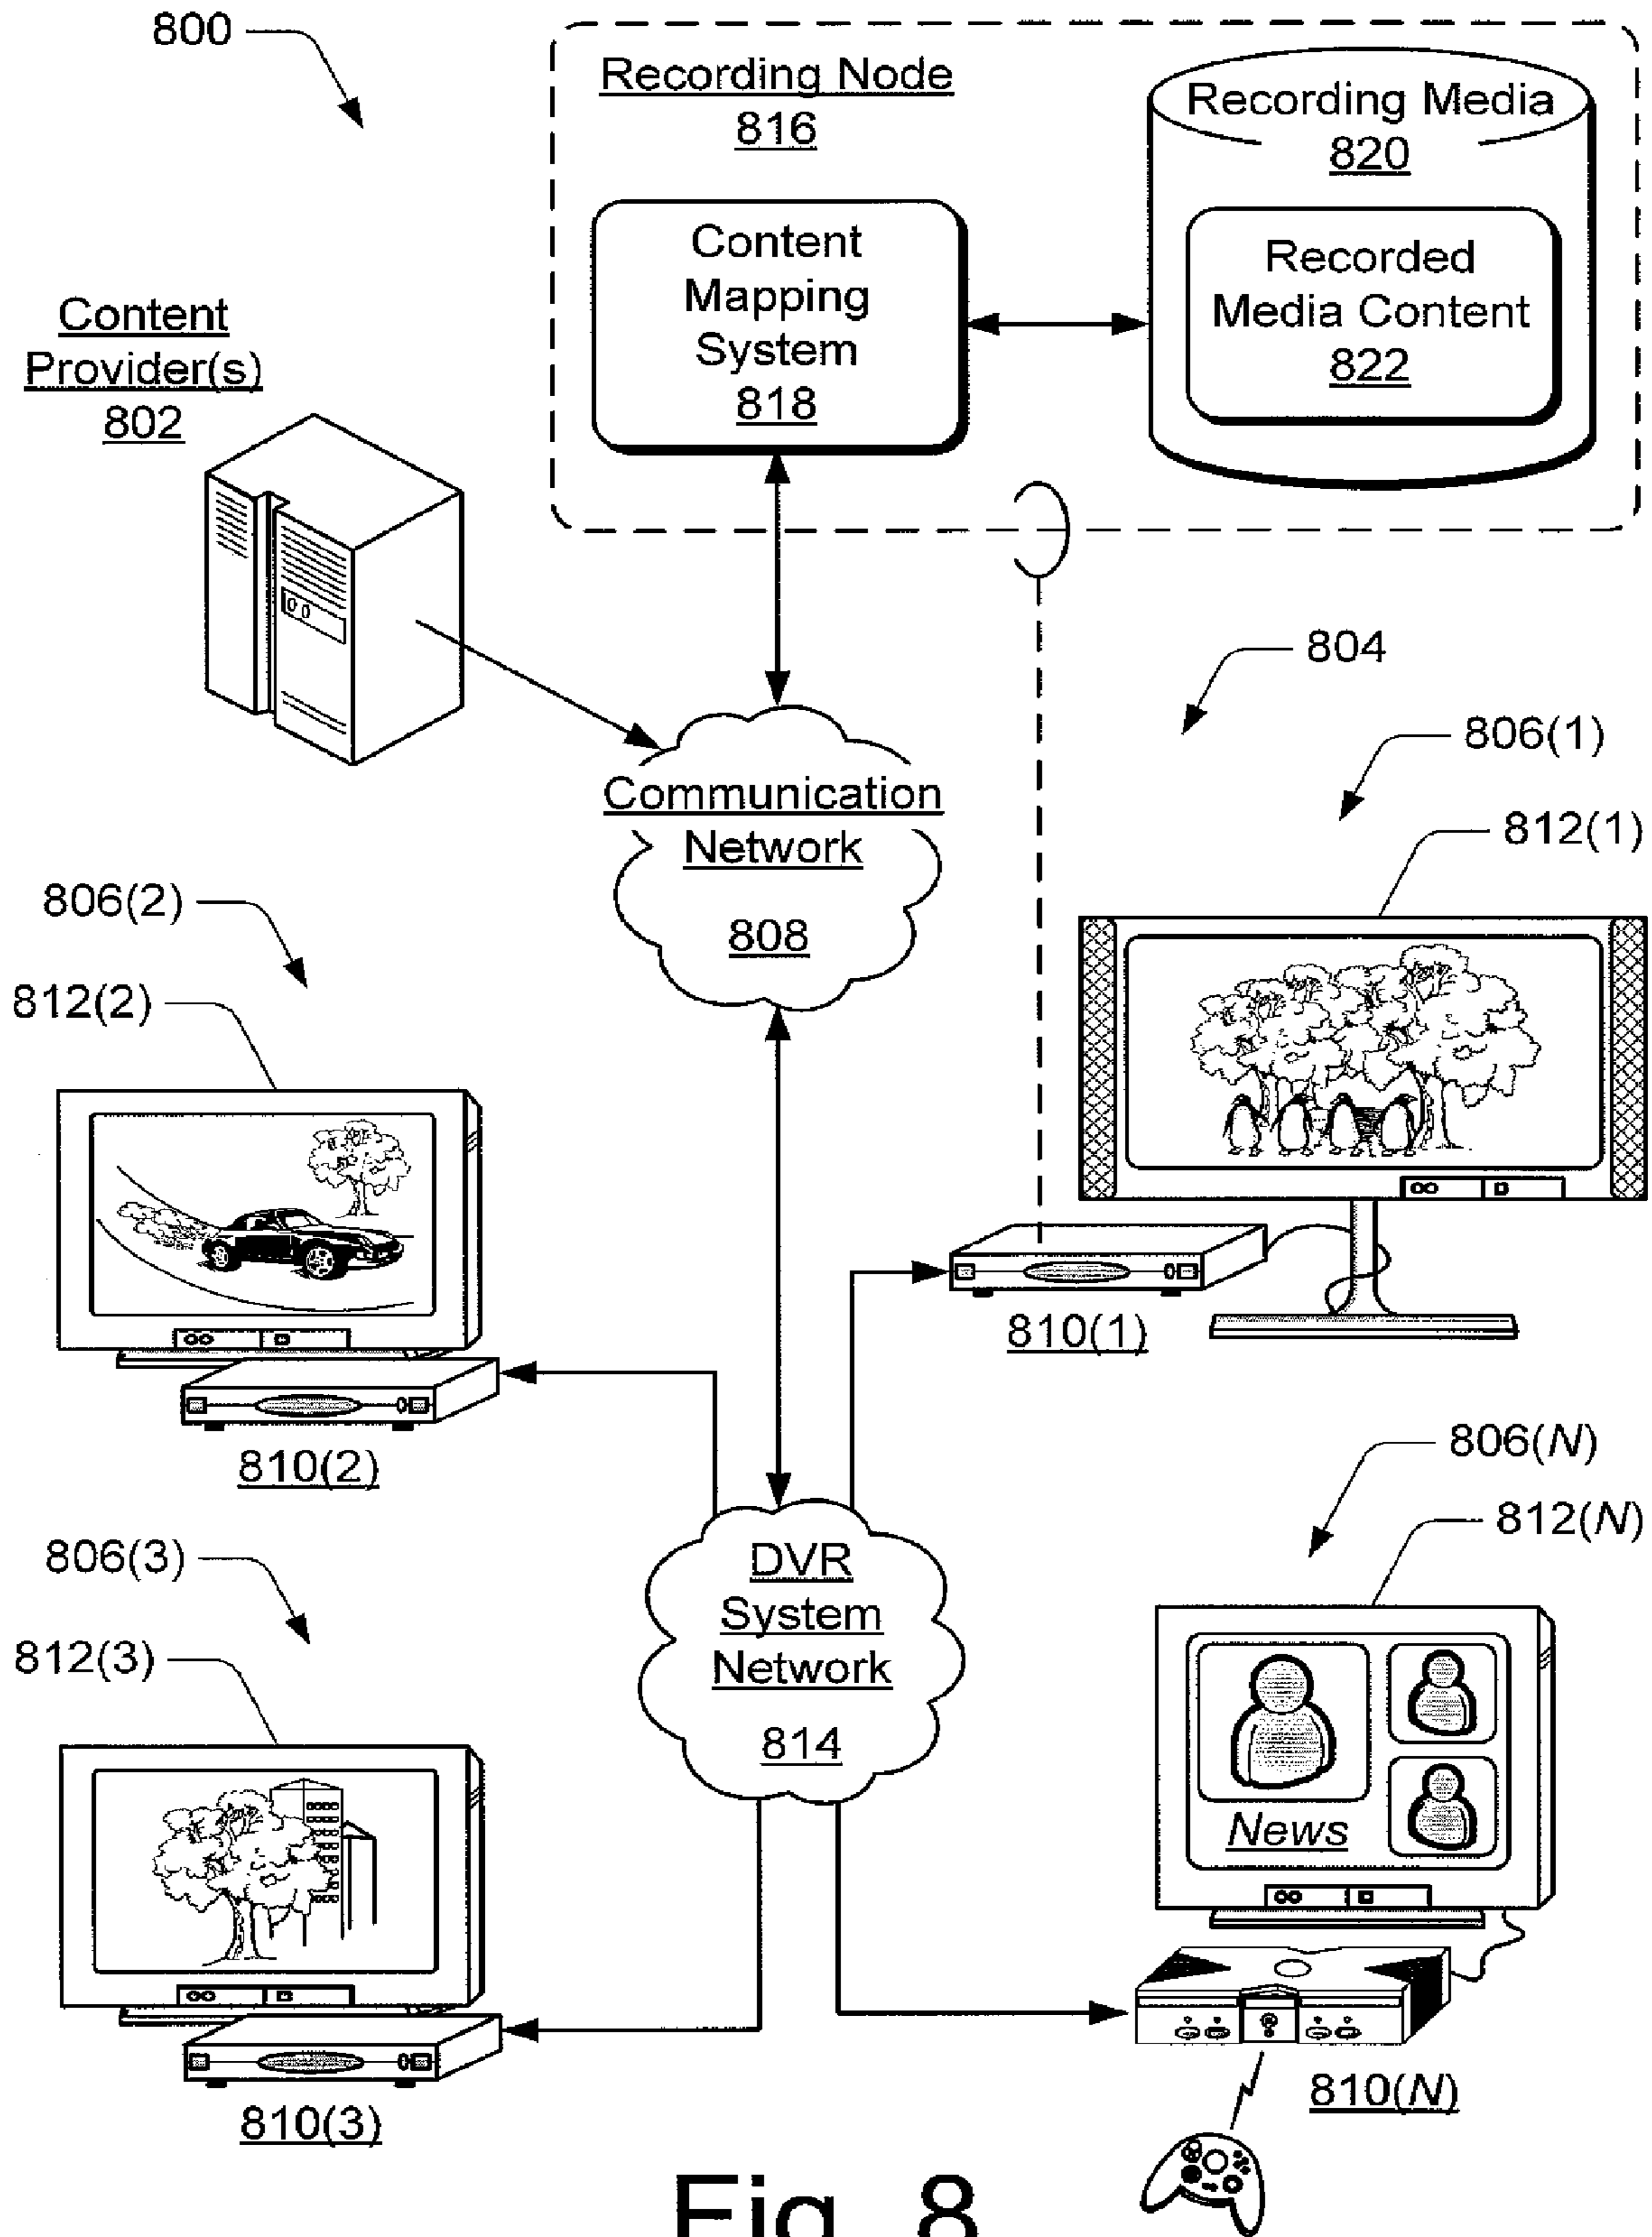 800
Recording Node
816
Recording Media
820
Content
Mapping
System
818
Recorded
Media Content
822
Content
Provider(s)
802
804
806(1)
812(1)
Communication
Network
808
806(2)
812(2)
810(1)
810(2)
806(N)
812(N)
DVR
System
Network
814
806(3)
812(3)
News
810(3)
810(N)
Fig. 8